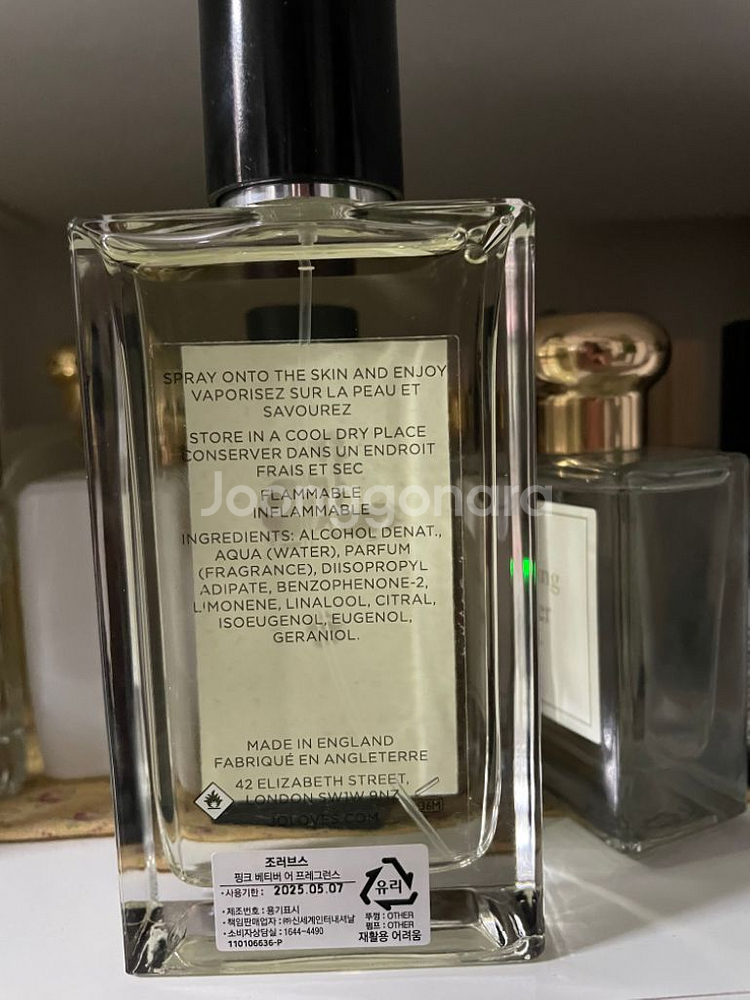 SPRAY ONTO THE SKIN AND ENJOY
VAPORISEZ SUR LA PEAU ET
SAVOUREZ
STORE IN A COOL DRY PLACE
CONSERVER DANS UN ENDROIT
FRAIS ET SEC
FLAMMABLE
INFLAMMABLE
Joonggonara
INGREDIENTS: ALCOHOL DENAT.,
AQUA (WATER), PARFUM
(FRAGRANCE), DIISOPROPYL
ADIPATE, BENZOPHENONE-2,
LIMONENE, LINALOOL, CITRAL,
ISOEUGENOL, EUGENOL,
GERANIOL.
MADE IN ENGLAND
FABRIQUÉ EN ANGLETERRE
42 ELIZABETH STREET,
LONDON SW1W 9NZ
JOLOVES.COM
36M
조러브스
핑크 베티버 어 프레그런스
·사용기한 : 2025.05.07
·제조번호 : 용기표시
·책임판매업자 : ㈜신세계인터내셔날
·소비자상담실 : 1644-4490
110106636-P
유리
뚜껑 : OTHER
펌프 : OTHER
재활용 어려움